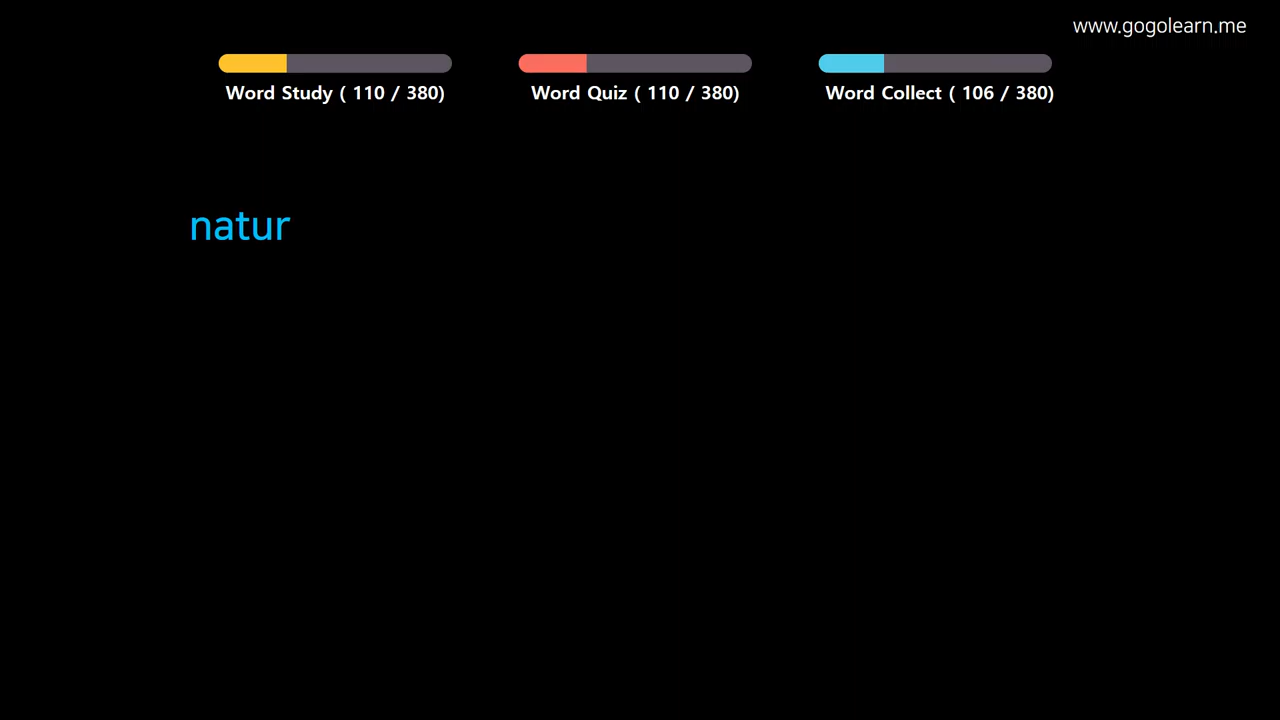 www.gogolearn.me
Word Study ( 110 / 380)
Word Quiz ( 110 / 380)
Word Collect ( 106 / 380)
natur